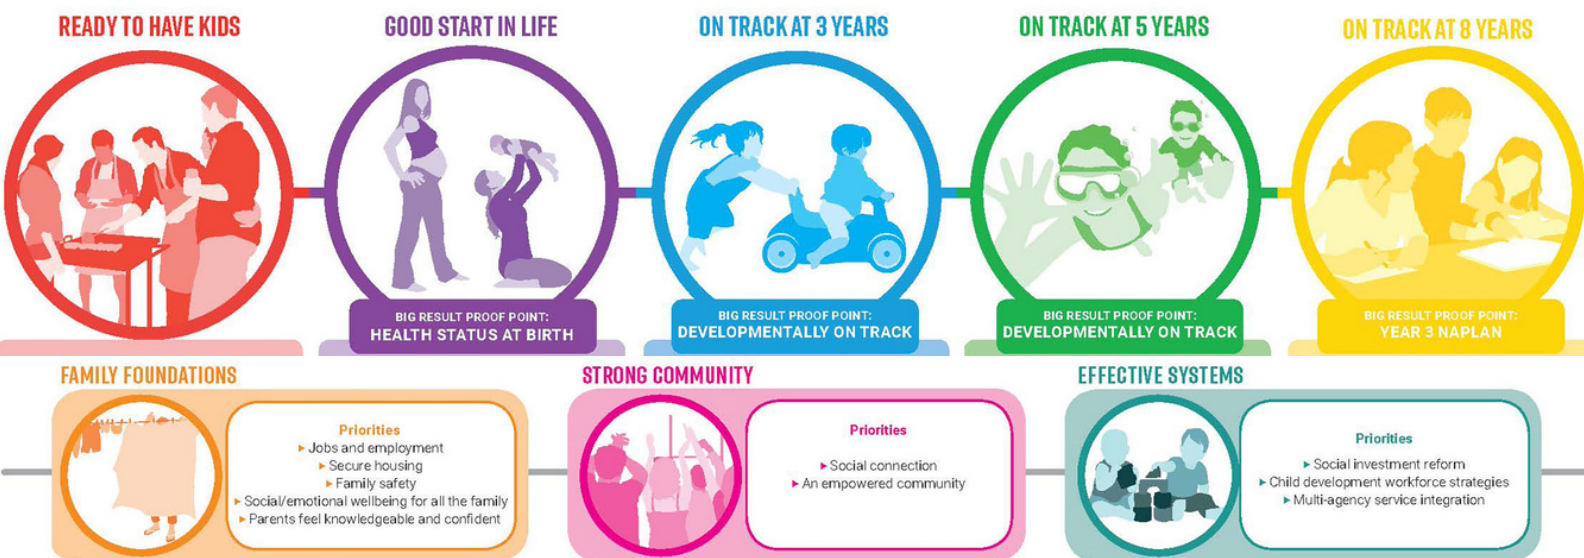 READY TO HAVE KIDS
GOOD START IN LIFE
ON TRACK AT 3 YEARS
ON TRACK AT 5 YEARS
ON TRACK AT 8 YEARS
BIG RESULT PROOF POINT:
HEALTH STATUS AT BIRTH
BIG RESULT PROOF POINT:
DEVELOPMENTALLY ON TRACK
BIG RESULT PROOF POINT:
DEVELOPMENTALLY ON TRACK
BIG RESULT PROOF POINT:
YEAR 3 NAPLAN
FAMILY FOUNDATIONS
Priorities
▸ Jobs and employment
▸ Secure housing
▸ Family safety
▸ Social/emotional wellbeing for all the family
▸ Parents feel knowledgeable and confident
STRONG COMMUNITY
Priorities
▸ Social connection
▸ An empowered community
EFFECTIVE SYSTEMS
Priorities
▸ Social investment reform
▸ Child development workforce strategies
▸ Multi-agency service integration